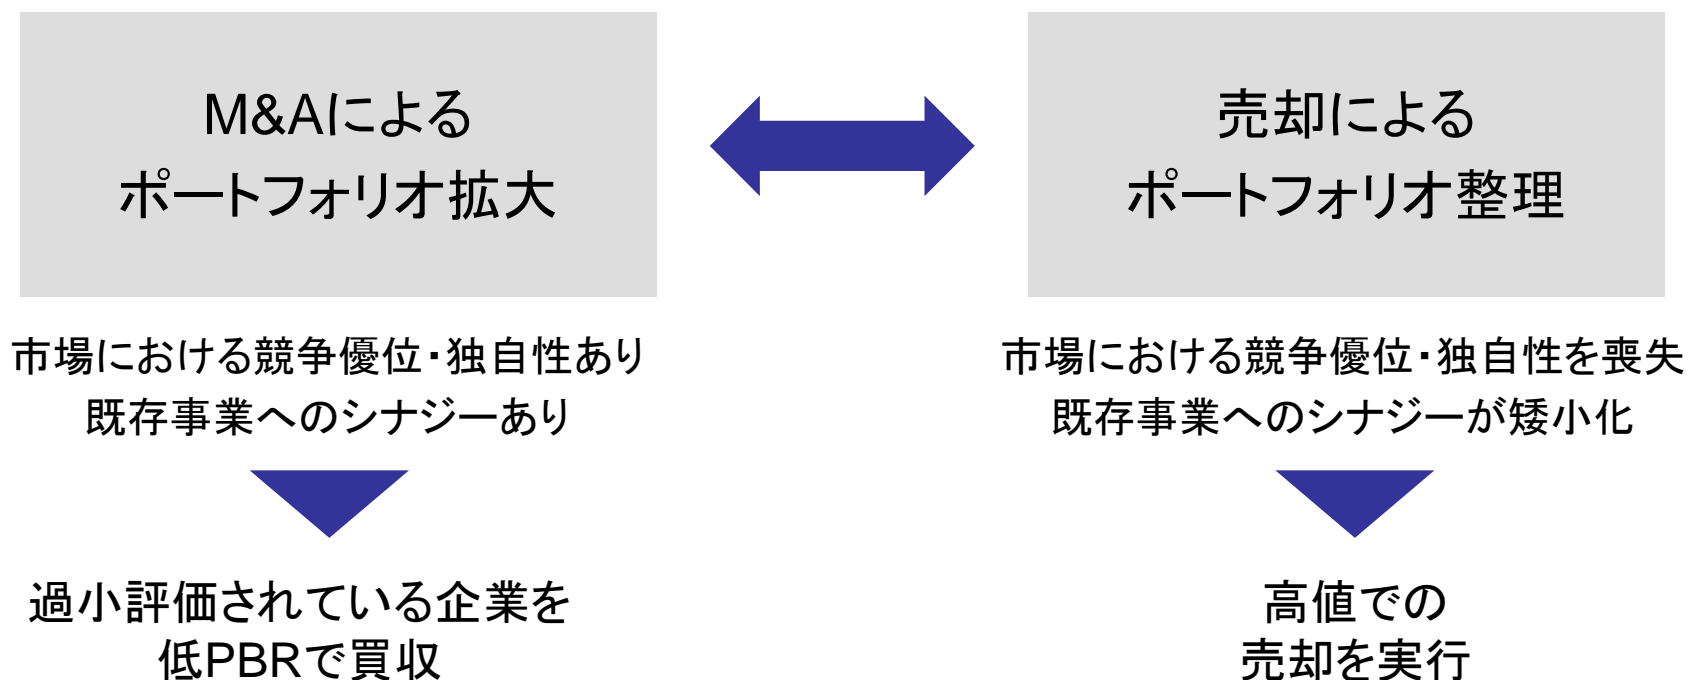 M&Aによる
ポートフォリオ拡大
売却による
ポートフォリオ整理
市場における競争優位・独自性あり
既存事業へのシナジーあり
市場における競争優位・独自性を喪失
既存事業へのシナジーが矮小化
過小評価されている企業を
低PBRで買収
高値での
売却を実行